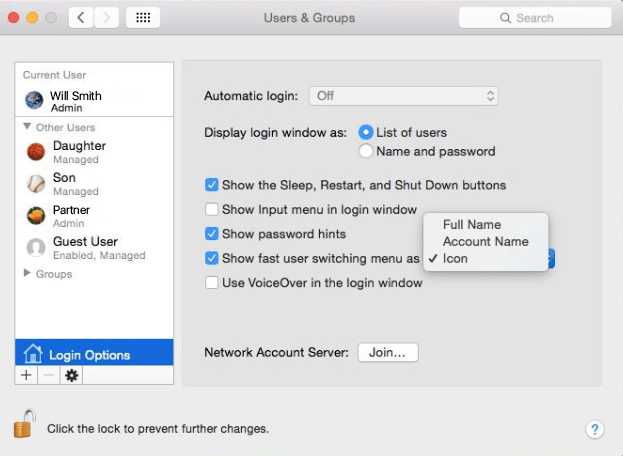 Users & Groups
Search
Current User
Will Smith
Admin
Other Users
Daughter
Managed
Son
Managed
Partner
Admin
Guest User
Enabled, Managed
Groups
Login Options
Automatic login: Off
Display login window as: List of users
Name and password
Show the Sleep, Restart, and Shut Down buttons
Show Input menu in login window
Show password hints
Show fast user switching menu as
Full Name
Account Name
✓ Icon
Use VoiceOver in the login window
Network Account Server: Join...
Click the lock to prevent further changes.
?